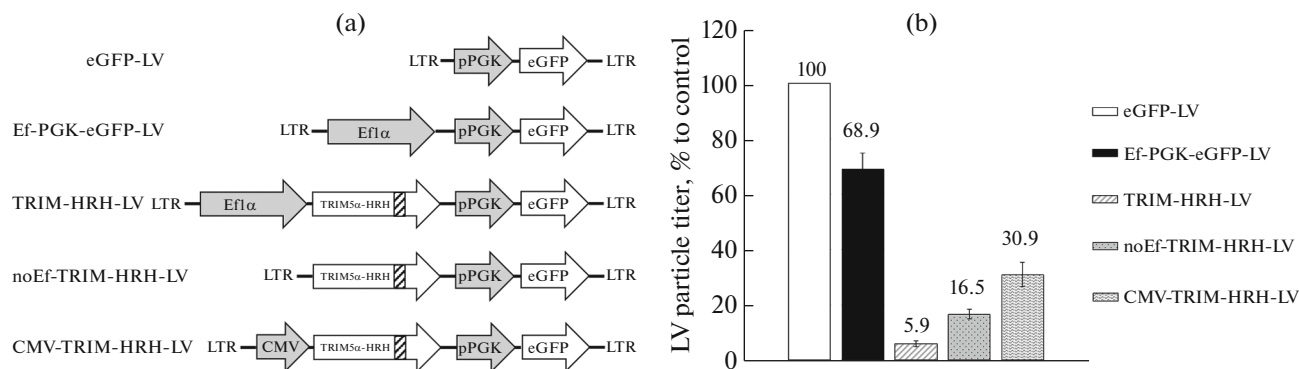 (a)
eGFP-LV LTR pPGK eGFP LTR
Ef-PGK-eGFP-LV LTR Ef1α pPGK eGFP LTR
TRIM-HRH-LV LTR Ef1α TRIM5α-HRH pPGK eGFP LTR
noEf-TRIM-HRH-LV LTR TRIM5α-HRH pPGK eGFP LTR
CMV-TRIM-HRH-LV LTR CMV TRIM5α-HRH pPGK eGFP LTR
(b)
LV particle titer, % to control
120
100
80
60
40
20
0
100
68.9
5.9
16.5
30.9
eGFP-LV
Ef-PGK-eGFP-LV
TRIM-HRH-LV
noEf-TRIM-HRH-LV
CMV-TRIM-HRH-LV